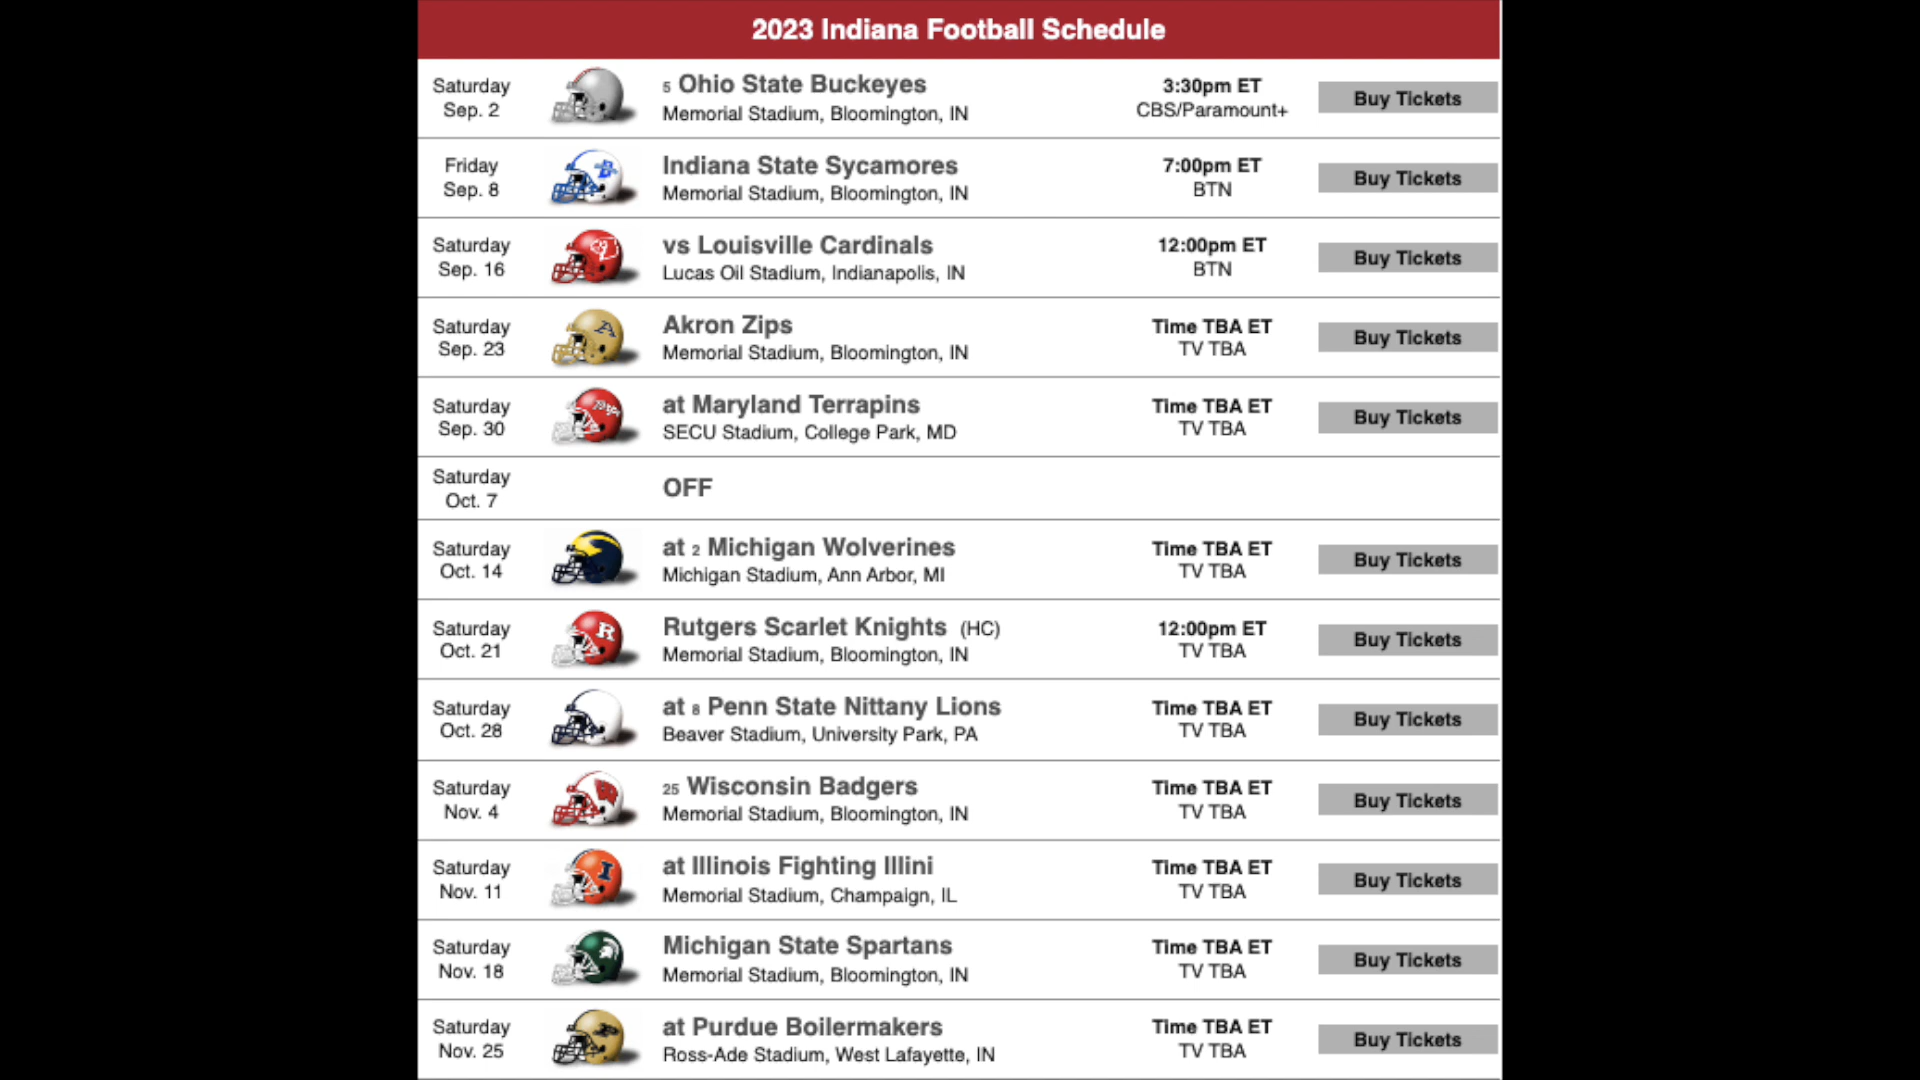 2023 Indiana Football Schedule
Saturday
Sep. 2
5 Ohio State Buckeyes
Memorial Stadium, Bloomington, IN
3:30pm ET
CBS/Paramount+
Buy Tickets
Friday
Sep. 8
Indiana State Sycamores
Memorial Stadium, Bloomington, IN
7:00pm ET
BTN
Buy Tickets
Saturday
Sep. 16
vs Louisville Cardinals
Lucas Oil Stadium, Indianapolis, IN
12:00pm ET
BTN
Buy Tickets
Saturday
Sep. 23
A
Akron Zips
Memorial Stadium, Bloomington, IN
Time TBA ET
TV TBA
Buy Tickets
Saturday
Sep. 30
at Maryland Terrapins
SECU Stadium, College Park, MD
Time TBA ET
TV TBA
Buy Tickets
Saturday
Oct. 7
OFF
Saturday
Oct. 14
at 2 Michigan Wolverines
Michigan Stadium, Ann Arbor, MI
Time TBA ET
TV TBA
Buy Tickets
Saturday
Oct. 21
R
Rutgers Scarlet Knights (HC)
Memorial Stadium, Bloomington, IN
12:00pm ET
TV TBA
Buy Tickets
Saturday
Oct. 28
at 8 Penn State Nittany Lions
Beaver Stadium, University Park, PA
Time TBA ET
TV TBA
Buy Tickets
Saturday
Nov. 4
25 Wisconsin Badgers
Memorial Stadium, Bloomington, IN
Time TBA ET
TV TBA
Buy Tickets
Saturday
Nov. 11
I
at Illinois Fighting Illini
Memorial Stadium, Champaign, IL
Time TBA ET
TV TBA
Buy Tickets
Saturday
Nov. 18
Michigan State Spartans
Memorial Stadium, Bloomington, IN
Time TBA ET
TV TBA
Buy Tickets
Saturday
Nov. 25
at Purdue Boilermakers
Ross-Ade Stadium, West Lafayette, IN
Time TBA ET
TV TBA
Buy Tickets